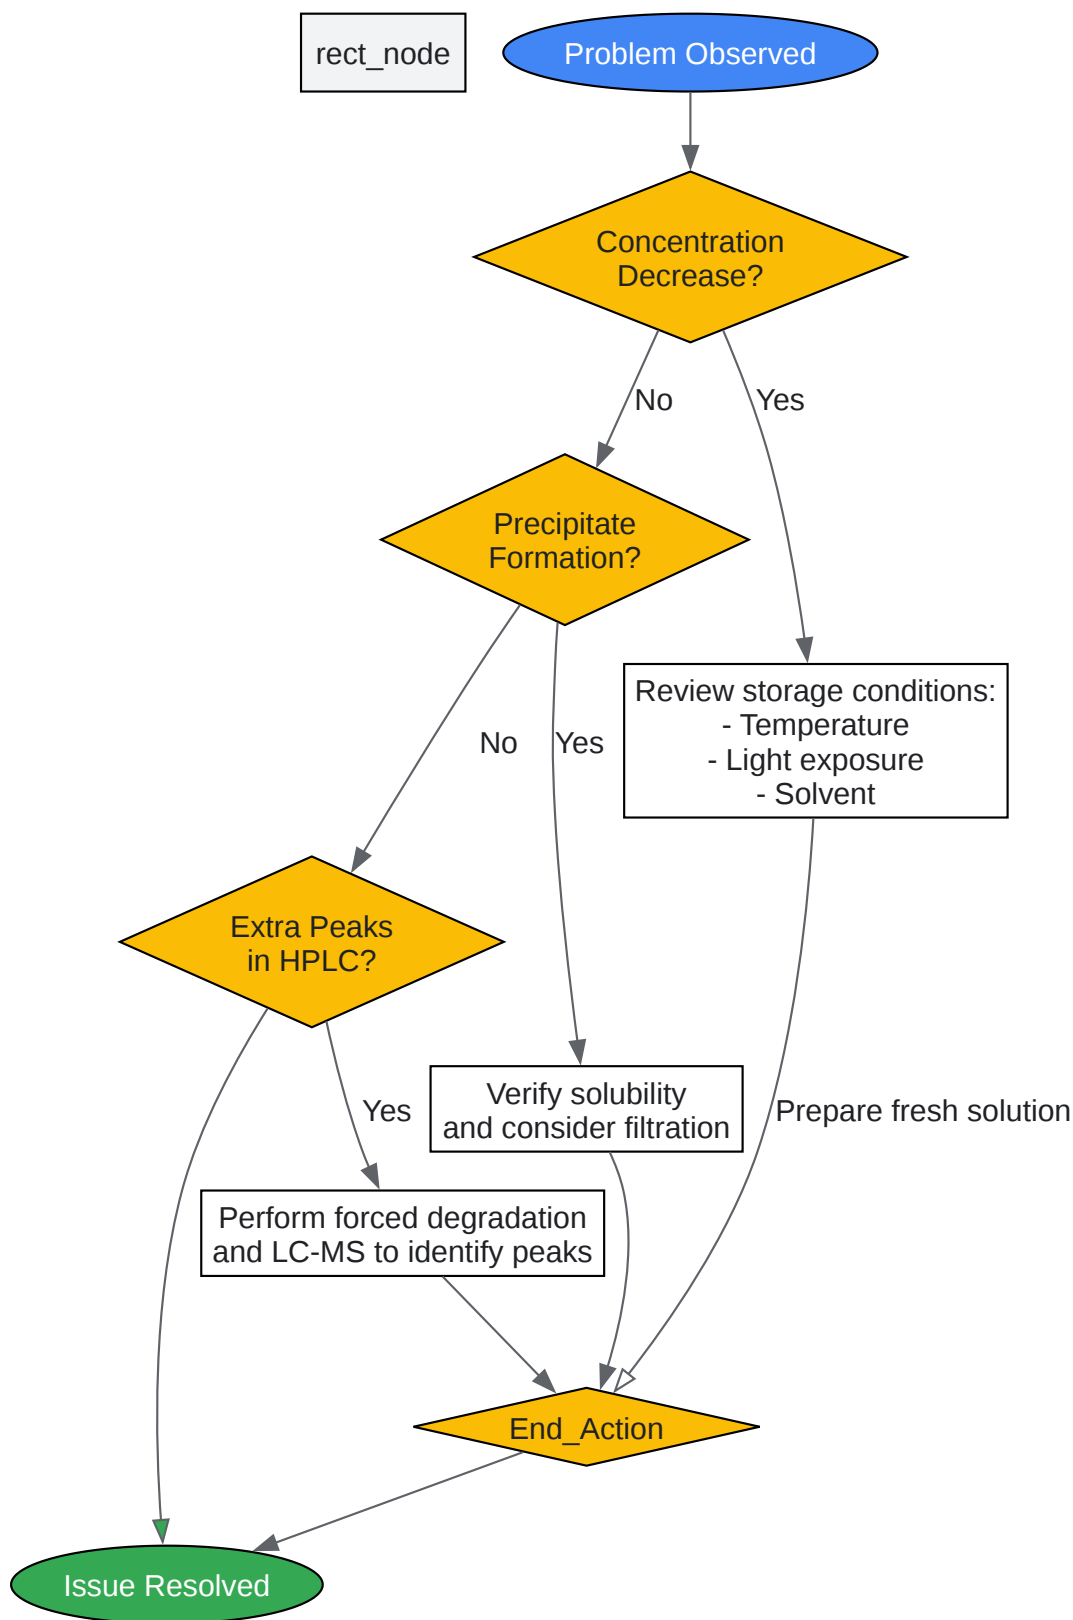 rect_node
Problem Observed
Concentration
Decrease?
No
Yes
Precipitate
Formation?
Review storage conditions:
- Temperature
- Light exposure
- Solvent
No
Yes
Extra Peaks
in HPLC?
Verify solubility
and consider filtration
Yes
Prepare fresh solution
Perform forced degradation
and LC-MS to identify peaks
End_Action
Issue Resolved